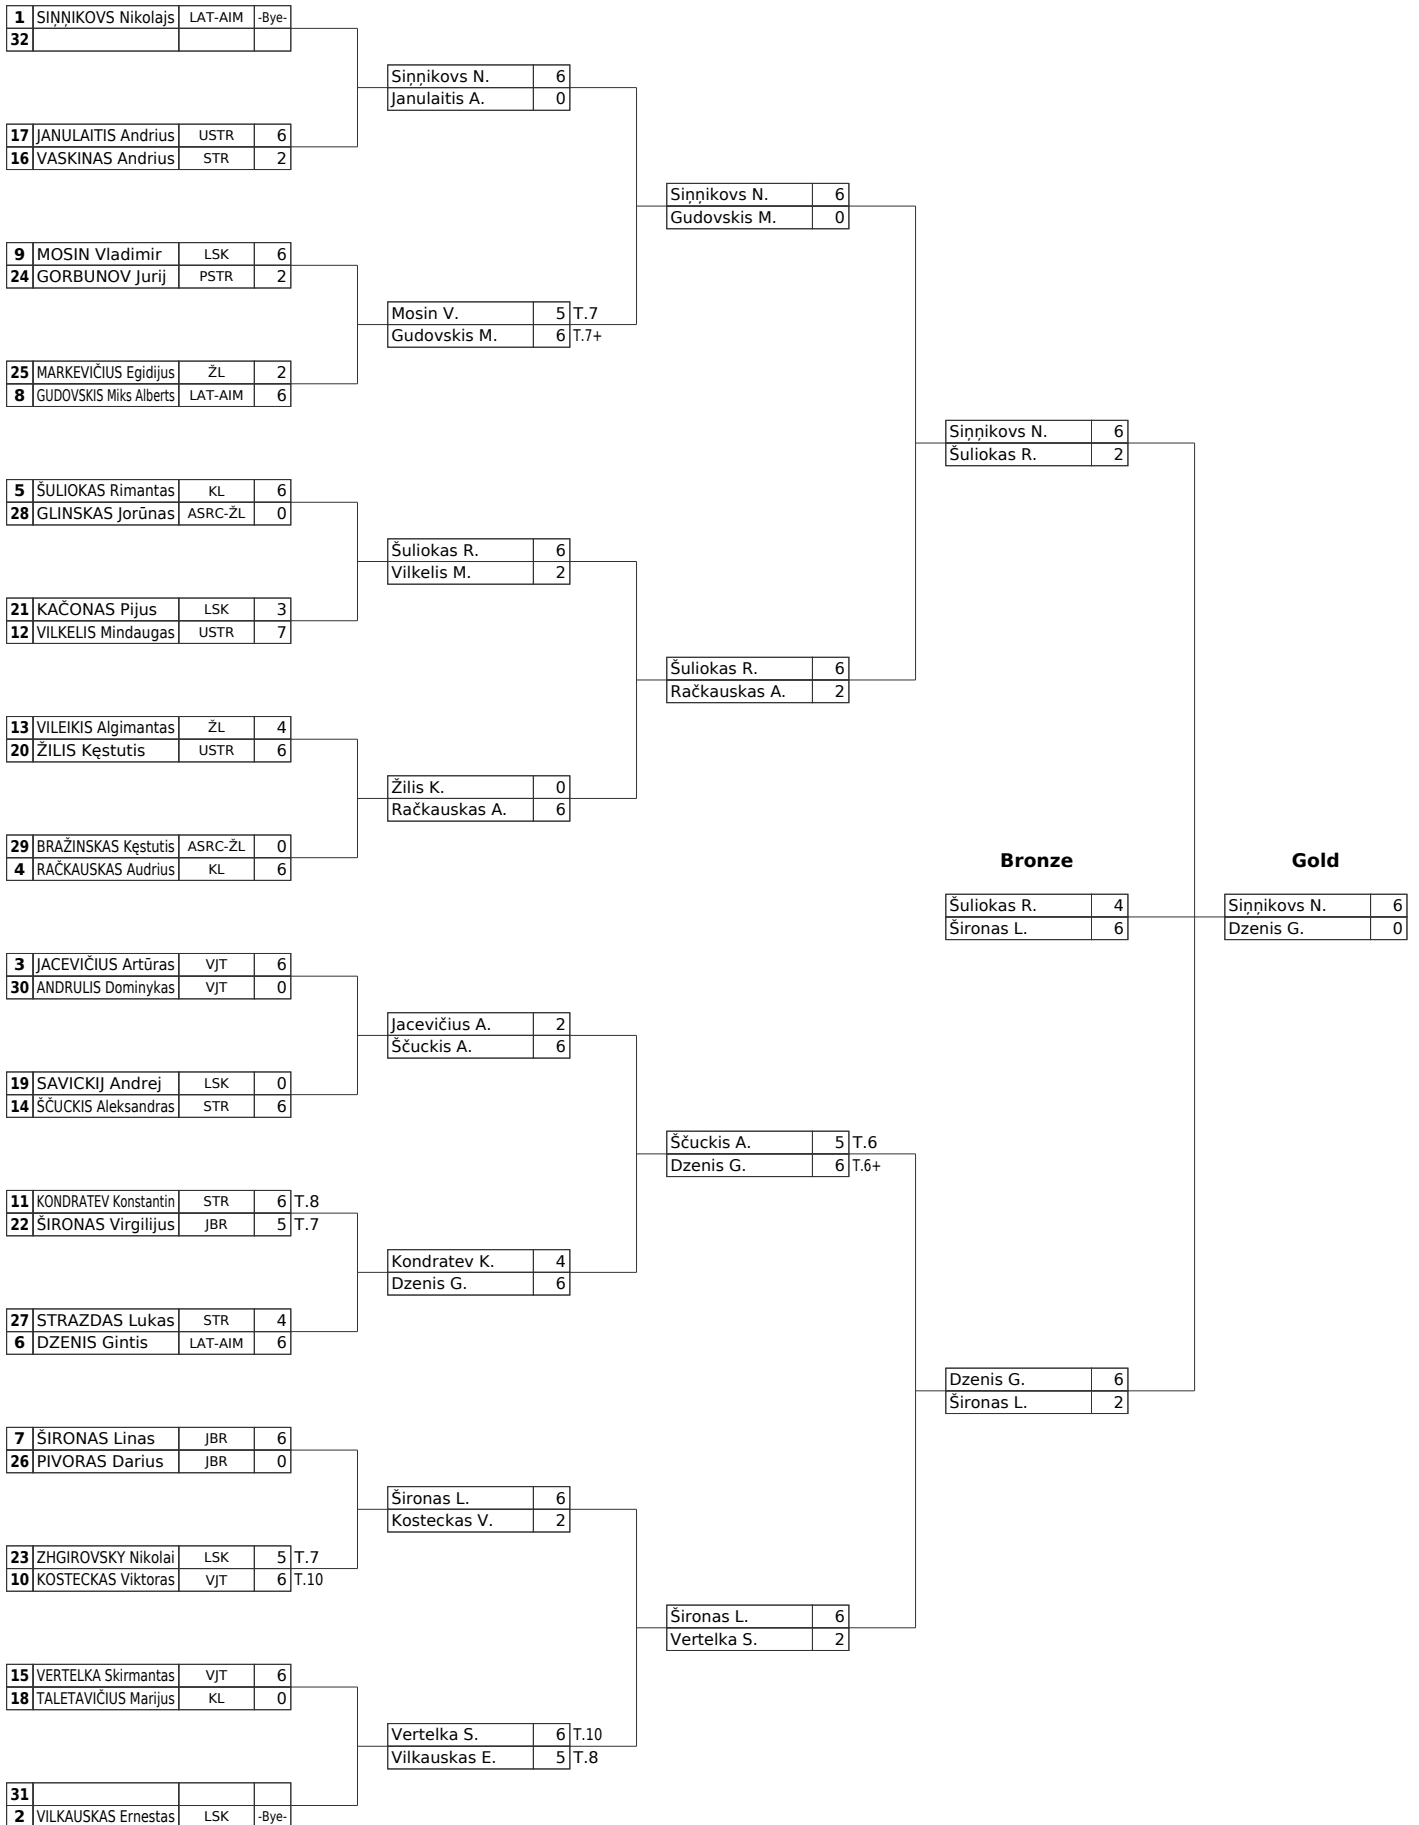 1 SIŅŅIKOVS Nikolajs LAT-AIM -Bye-
32
Siņņikovs N. 6
Janulaitis A. 0
17 JANULAITIS Andrius USTR 6
16 VASKINAS Andrius STR 2
Siņņikovs N. 6
Gudovskis M. 0
9 MOSIN Vladimir LSK 6
24 GORBUNOV Jurij PSTR 2
Mosin V. 5 T.7
Gudovskis M. 6 T.7+
25 MARKEVIČIUS Egidijus ŽL 2
8 GUDOVSKIS Miks Alberts LAT-AIM 6
Siņņikovs N. 6
Šuliokas R. 2
5 ŠULIOKAS Rimantas KL 6
28 GLINSKAS Jorūnas ASRC-ŽL 0
Šuliokas R. 6
Vilkelis M. 2
21 KAČONAS Pijus LSK 3
12 VILKELIS Mindaugas USTR 7
Šuliokas R. 6
Račkauskas A. 2
13 VILEIKIS Algimantas ŽL 4
20 ŽILIS Kęstutis USTR 6
Žilis K. 0
Račkauskas A. 6
29 BRAŽINSKAS Kęstutis ASRC-ŽL 0
4 RAČKAUSKAS Audrius KL 6
Bronze Gold
Šuliokas R. 4 Siņņikovs N. 6
Šironas L. 6 Dzenis G. 0
3 JACEVIČIUS Artūras VJT 6
30 ANDRULIS Dominykas VJT 0
Jacevičius A. 2
Ščuckis A. 6
19 SAVICKIJ Andrej LSK 0
14 ŠČUCKIS Aleksandras STR 6
Ščuckis A. 5 T.6
Dzenis G. 6 T.6+
11 KONDRATEV Konstantin STR 6 T.8
22 ŠIRONAS Virgilijus JBR 5 T.7
Kondratev K. 4
Dzenis G. 6
27 STRAZDAS Lukas STR 4
6 DZENIS Gintis LAT-AIM 6
Dzenis G. 6
Šironas L. 2
7 ŠIRONAS Linas JBR 6
26 PIVORAS Darius JBR 0
Šironas L. 6
Kosteckas V. 2
23 ZHGIROVSKY Nikolai LSK 5 T.7
10 KOSTECKAS Viktoras VJT 6 T.10
Šironas L. 6
Vertelka S. 2
15 VERTELKA Skirmantas VJT 6
18 TALETAVIČIUS Marijus KL 0
Vertelka S. 6 T.10
Vilkauskas E. 5 T.8
31
2 VILKAUSKAS Ernestas LSK -Bye-